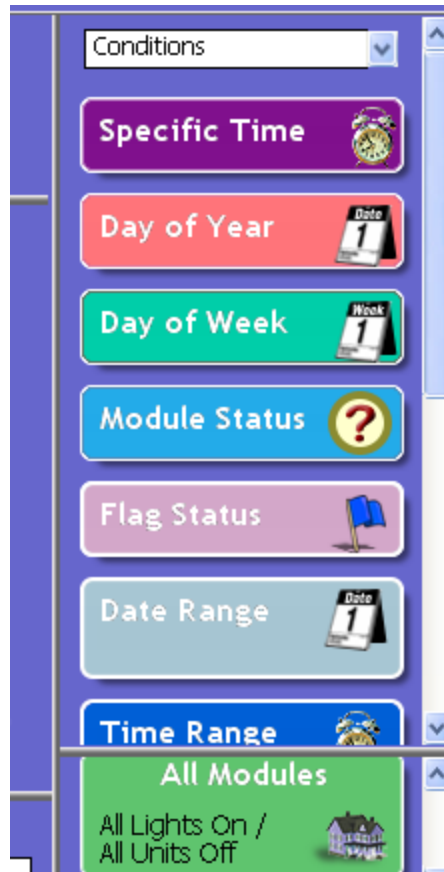 Conditions
Specific Time
Day of Year
Date
1
Day of Week
Week
1
Module Status
?
Flag Status
Date Range
Date
1
Time Range
All Modules
All Lights On /
All Units Off